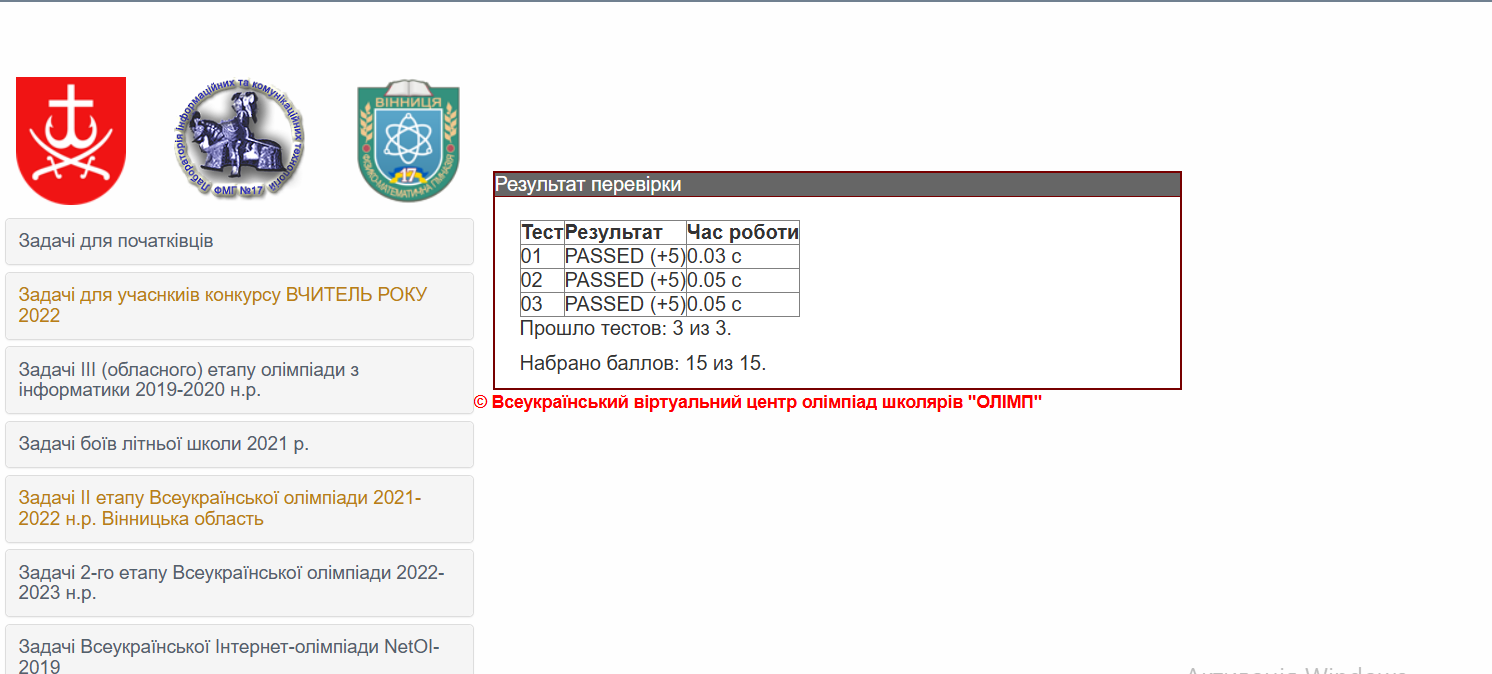 Лабораторія інформаційних та комунікаційних технологій
ФМГ №17
ВІННИЦЯ
17
ФІЗИКО-МАТЕМАТИЧНА ГІМНАЗІЯ
Задачі для початківців
Задачі для учаснкиів конкурсу ВЧИТЕЛЬ РОКУ
2022
Задачі III (обласного) етапу олімпіади з
інформатики 2019-2020 н.р.
Задачі боїв літньої школи 2021 р.
Задачі II етапу Всеукраїнської олімпіади 2021-
2022 н.р. Вінницька область
Задачі 2-го етапу Всеукраїнської олімпіади 2022-
2023 н.р.
Задачі Всеукраїнської Інтернет-олімпіади NetOI-
2019
Результат перевірки
Тест Результат Час роботи
01 PASSED (+5) 0.03 с
02 PASSED (+5) 0.05 с
03 PASSED (+5) 0.05 с
Прошло тестов: 3 из 3.
Набрано баллов: 15 из 15.
© Всеукраїнський віртуальний центр олімпіад школярів "ОЛІМП"